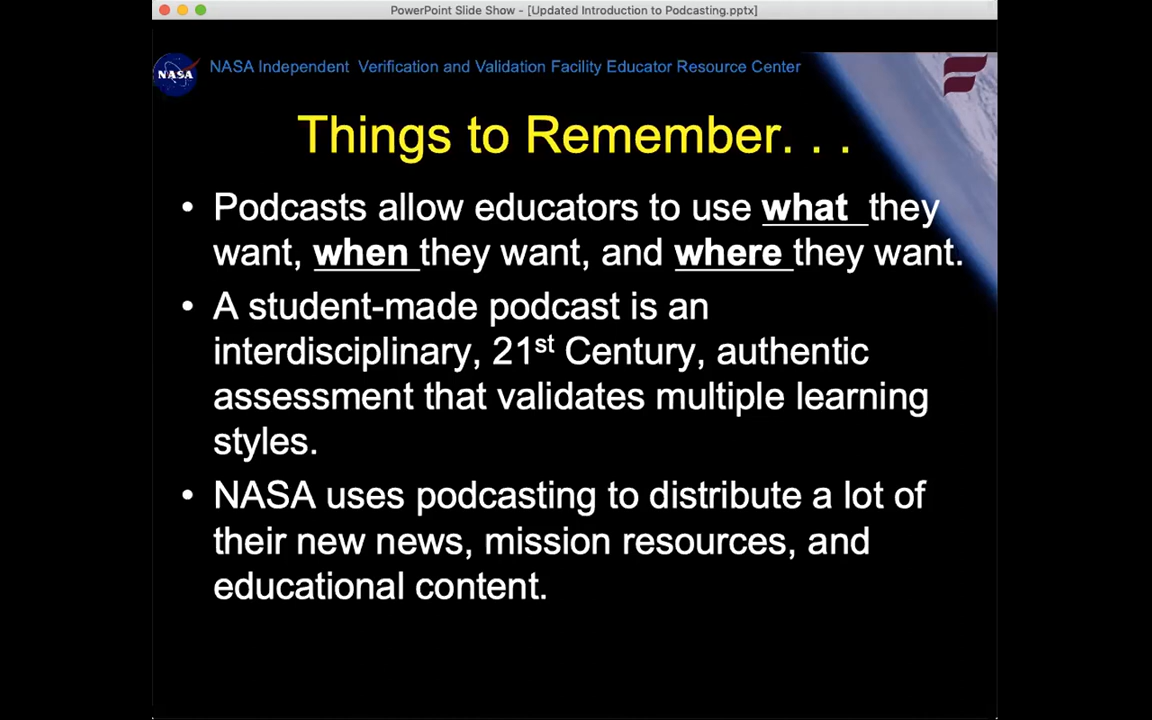 PowerPoint Slide Show - [Updated Introduction to Podcasting.pptx]
NASA
NASA Independent Verification and Validation Facility Educator Resource Center
Things to Remember. . .
• Podcasts allow educators to use what they
want, when they want, and where they want.
• A student-made podcast is an
interdisciplinary, 21st Century, authentic
assessment that validates multiple learning
styles.
• NASA uses podcasting to distribute a lot of
their new news, mission resources, and
educational content.